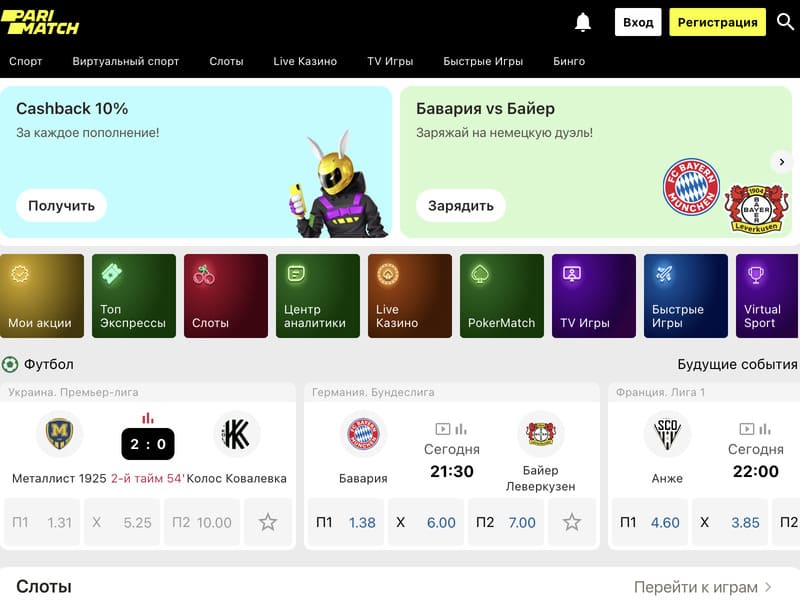 PARI
MATCH
Вход
Регистрация
Спорт
Виртуальный спорт
Слоты
Live Казино
TV Игры
Быстрые Игры
Бинго
Cashback 10%
За каждое пополнение!
Получить
Бавария vs Байер
Заряжай на немецкую дуэль!
Зарядить
FC BAYERN
MÜNCHEN
1904
BAYER
BAYER
Leverkusen
Мои акции
Топ
Экспрессы
Слоты
Центр
аналитики
Live
Казино
PokerMatch
TV Игры
Быстрые
Игры
Virtual
Sport
Футбол
Будущие события
Украина. Премьер-лига
2 : 0
Металлист 1925
2-й тайм 54'
Колос Ковалевка
П1 1.31
X 5.25
П2 10.00
Германия. Бундеслига
Сегодня
21:30
Бавария
Байер
Леверкузен
П1 1.38
X 6.00
П2 7.00
Франция. Лига 1
SCO
Сегодня
22:00
Анже
П1 4.60
X 3.85
П2
Слоты
Перейти к играм